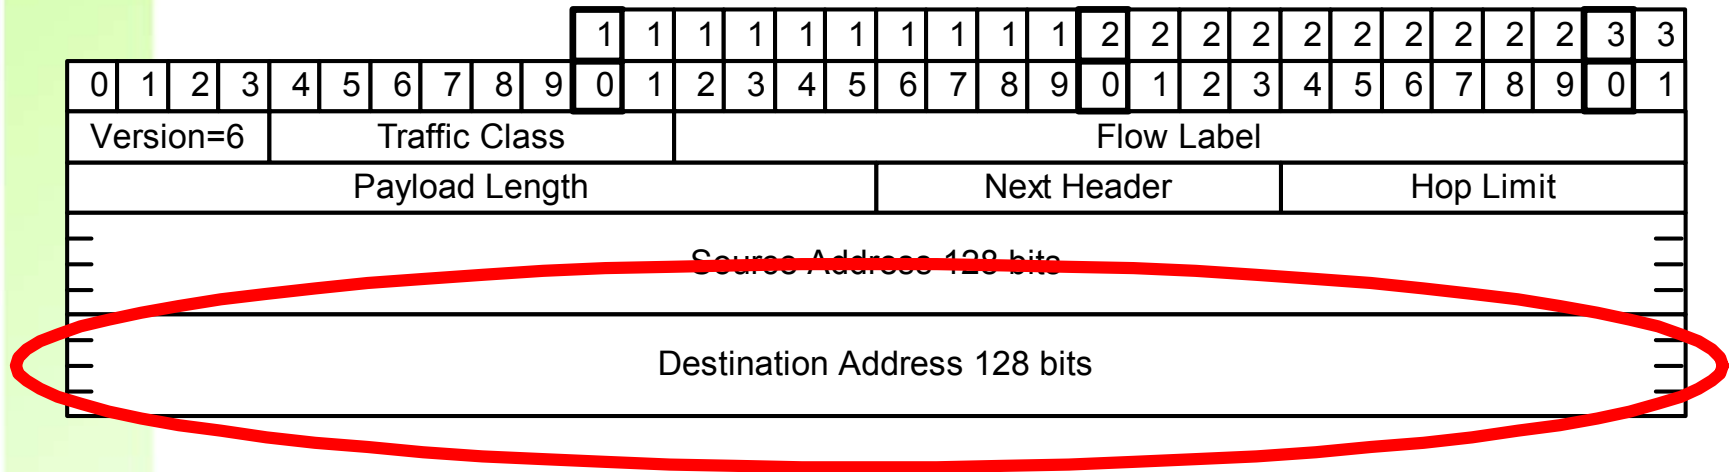 1 1 1 1 1 1 1 1 1 1 2 2 2 2 2 2 2 2 2 2 3 3
0 1 2 3 4 5 6 7 8 9 0 1 2 3 4 5 6 7 8 9 0 1 2 3 4 5 6 7 8 9 0 1
Version=6 Traffic Class Flow Label
Payload Length Next Header Hop Limit
Source Address 128 bits
Destination Address 128 bits